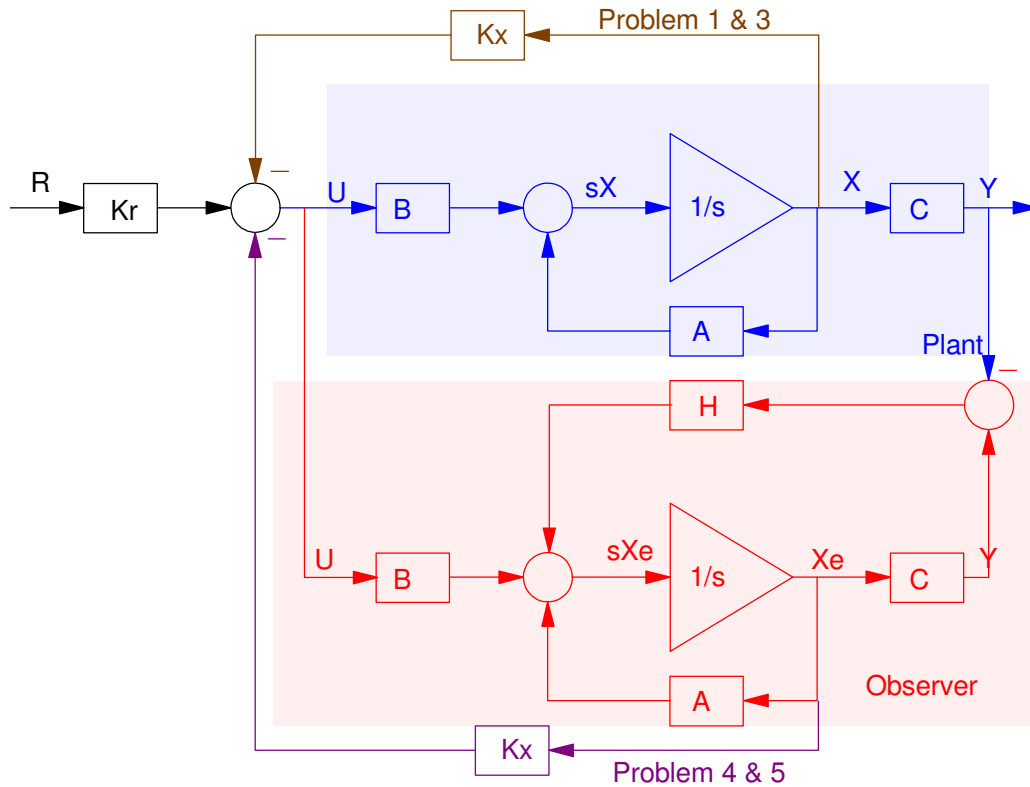 Problem 1 & 3
Kx
R
Kr
U
B
sX
1/s
X
C
Y
A
Plant
H
U
B
sXe
1/s
Xe
C
Y
A
Observer
Kx
Problem 4 & 5